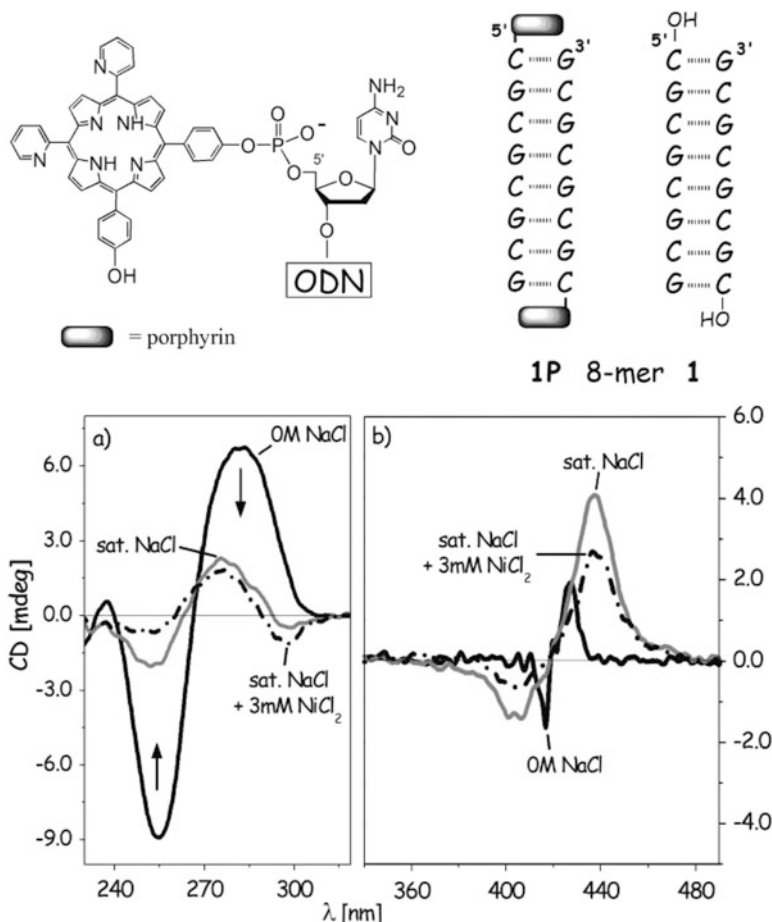 N
N
N
HN
NH
N
O
O
P
O
O
-
5'
NH₂
N
N
O
O
O
OH
ODN
= porphyrin
5'
C G 3'
G C
C G
G C
C G
G C
C G
G C
OH
5'
C G 3'
G C
C G
G C
C G
G C
C G
G C
HO
1P 8-mer 1
a)
0M NaCl
sat. NaCl
sat. NaCl
+ 3mM NiCl₂
CD [mdeg]
6.0
3.0
0.0
-3.0
-6.0
-9.0
240 270 300
b)
sat. NaCl
sat. NaCl
+ 3mM NiCl₂
0M NaCl
6.0
4.0
2.0
0.0
-2.0
-4.0
360 400 440 480
λ [nm]